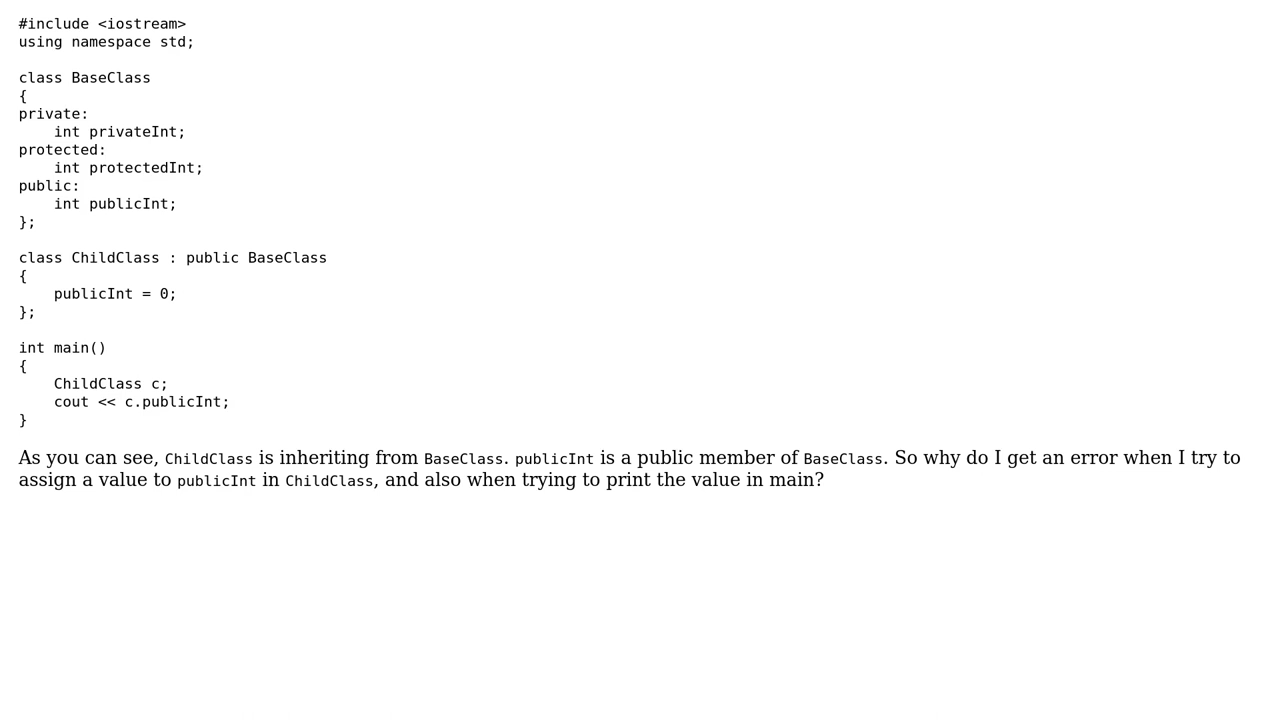 #include <iostream>
using namespace std;

class BaseClass
{
private:
    int privateInt;
protected:
    int protectedInt;
public:
    int publicInt;
};

class ChildClass : public BaseClass
{
    publicInt = 0;
};

int main()
{
    ChildClass c;
    cout << c.publicInt;
}

As you can see, ChildClass is inheriting from BaseClass. publicInt is a public member of BaseClass. So why do I get an error when I try to
assign a value to publicInt in ChildClass, and also when trying to print the value in main?